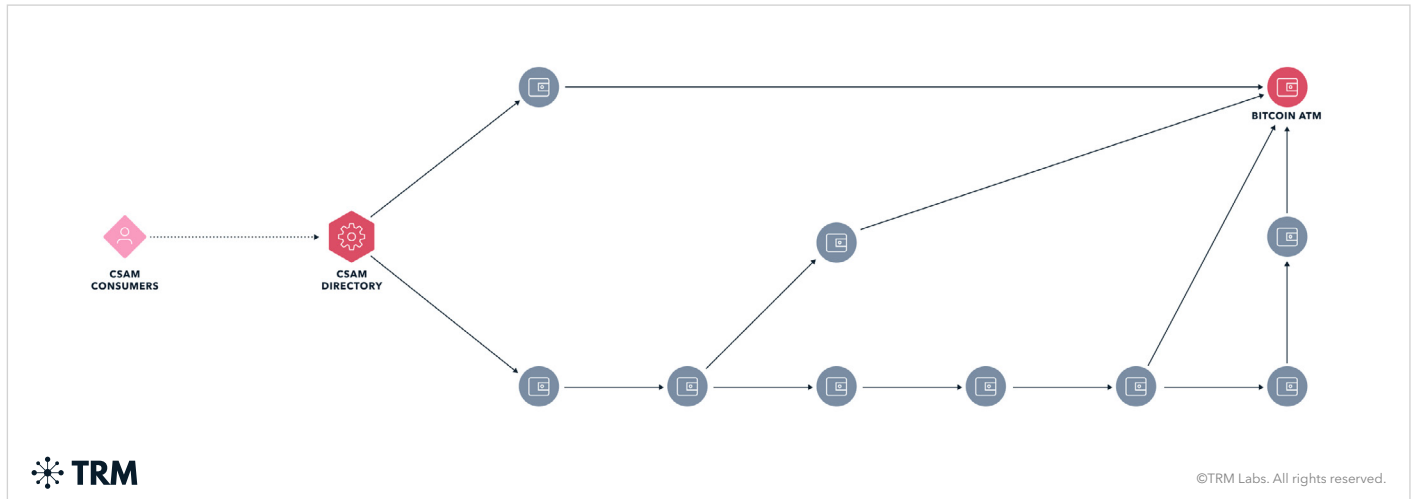 BITCOIN ATM
CSAM
CONSUMERS
CSAM
DIRECTORY
TRM
©TRM Labs. All rights reserved.